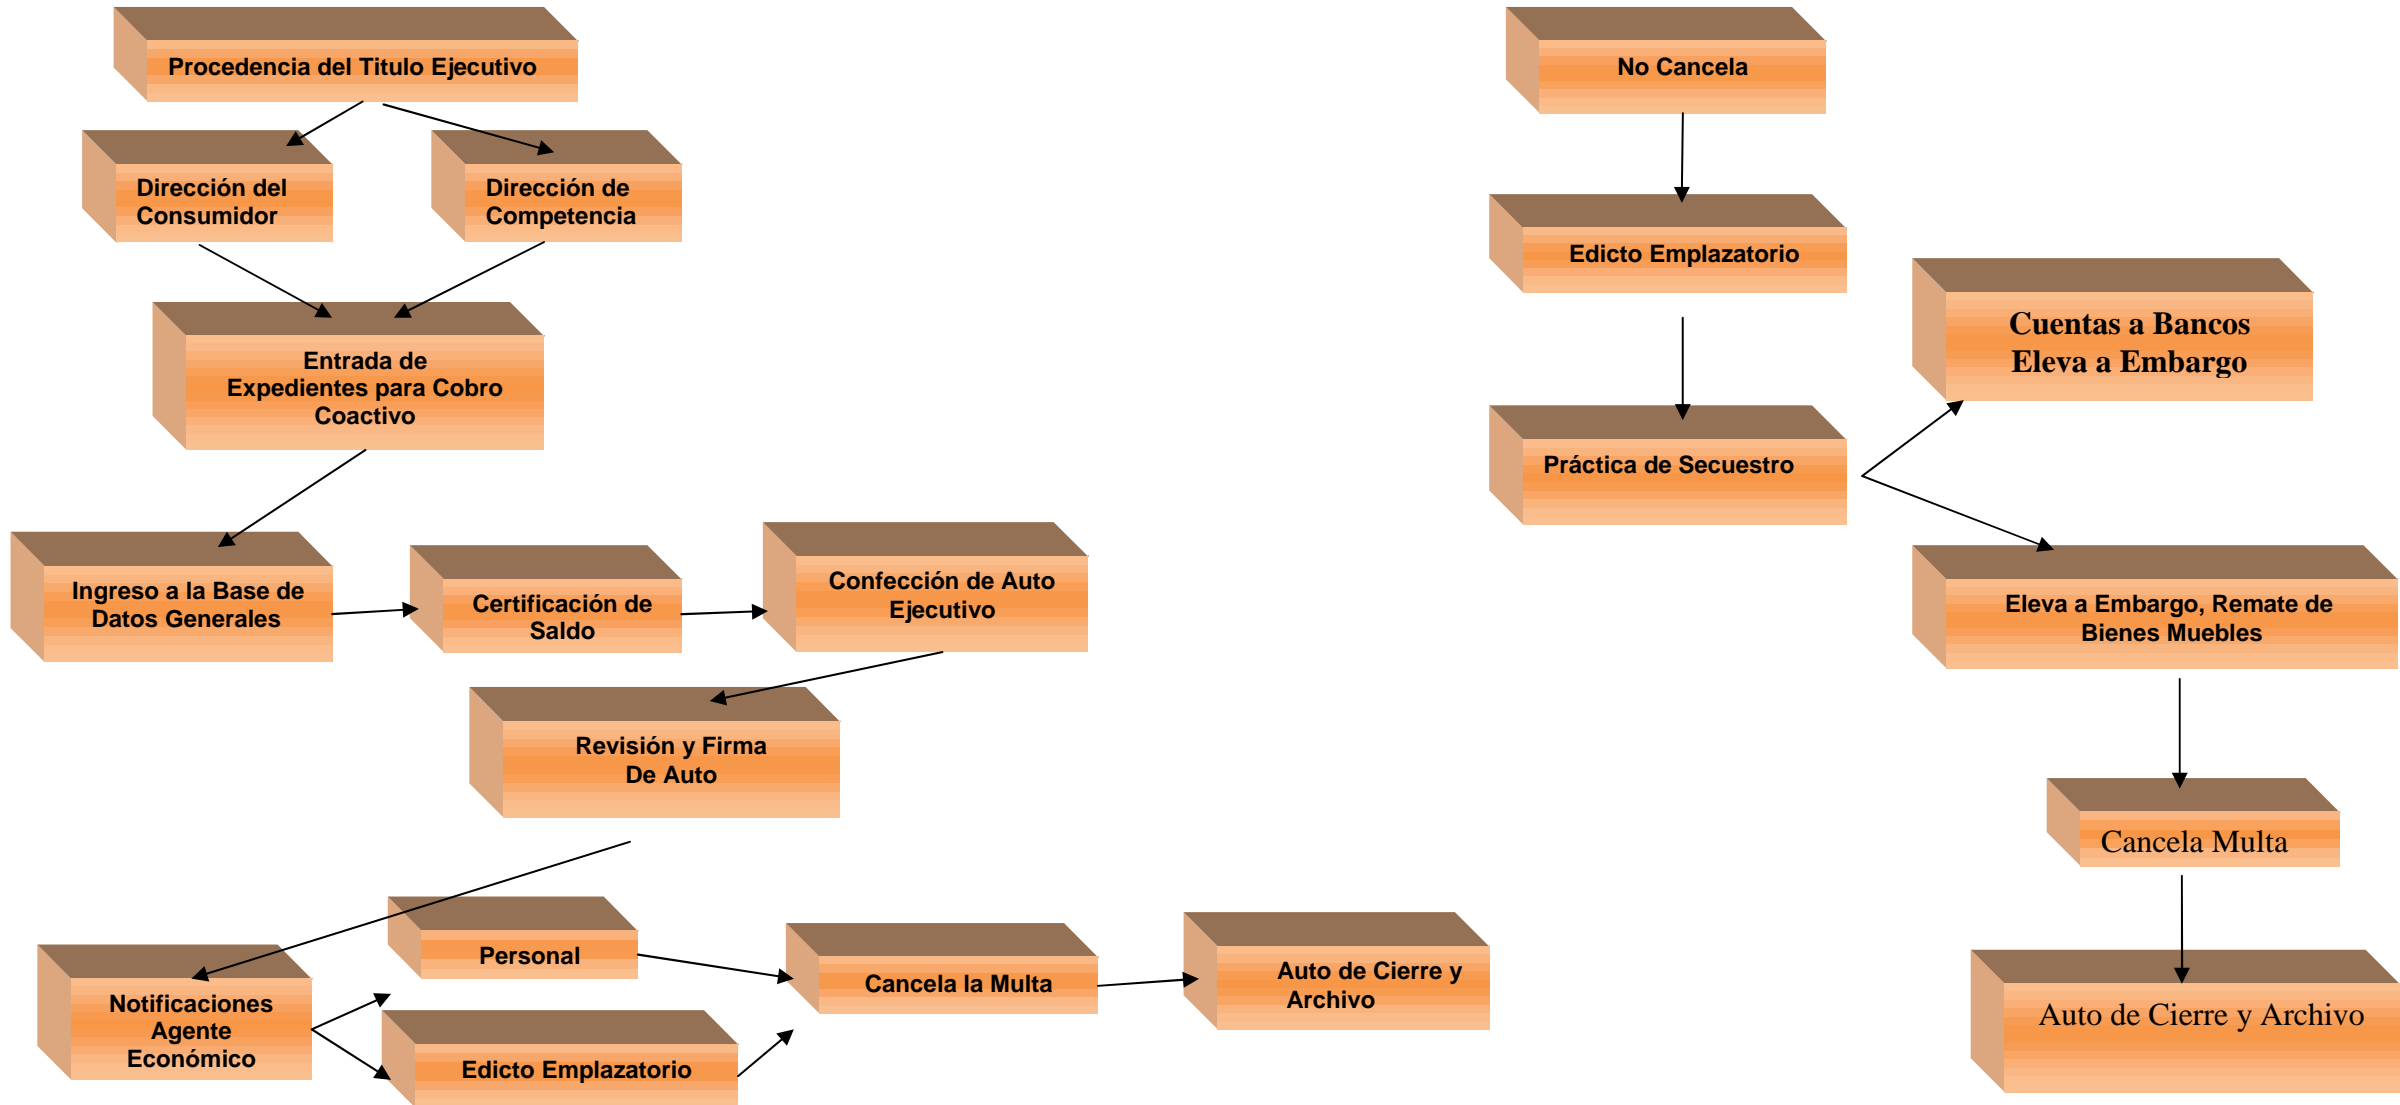 Procedencia del Titulo Ejecutivo
Dirección del
Consumidor
Dirección de
Competencia
Entrada de
Expedientes para Cobro
Coactivo
Ingreso a la Base de
Datos Generales
Certificación de
Saldo
Confección de Auto
Ejecutivo
Revisión y Firma
De Auto
Notificaciones
Agente
Económico
Personal
Edicto Emplazatorio
Cancela la Multa
Auto de Cierre y
Archivo
No Cancela
Edicto Emplazatorio
Práctica de Secuestro
Cuentas a Bancos
Eleva a Embargo
Eleva a Embargo, Remate de
Bienes Muebles
Cancela Multa
Auto de Cierre y Archivo